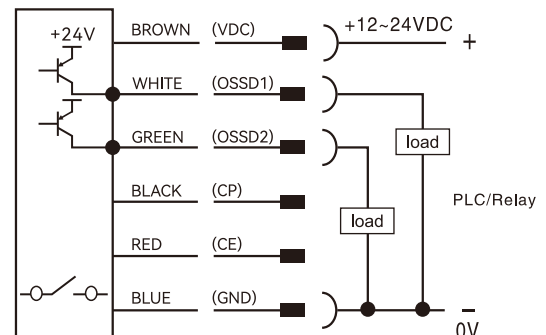 +24V BROWN (VDC) +12~24VDC +
WHITE (OSSD1)
GREEN (OSSD2) load
BLACK (CP) load PLC/Relay
RED (CE)
BLUE (GND) −
0V